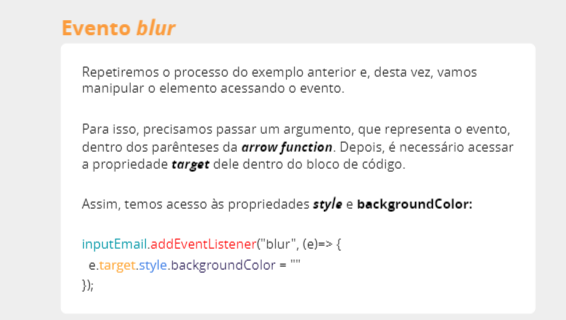 Evento blur
Repetiremos o processo do exemplo anterior e, desta vez, vamos
manipular o elemento acessando o evento.
Para isso, precisamos passar um argumento, que representa o evento,
dentro dos parênteses da arrow function. Depois, é necessário acessar
a propriedade target dele dentro do bloco de código.
Assim, temos acesso às propriedades style e backgroundColor:
inputEmail.addEventListener("blur", (e)=> {
e.target.style.backgroundColor = ""
});